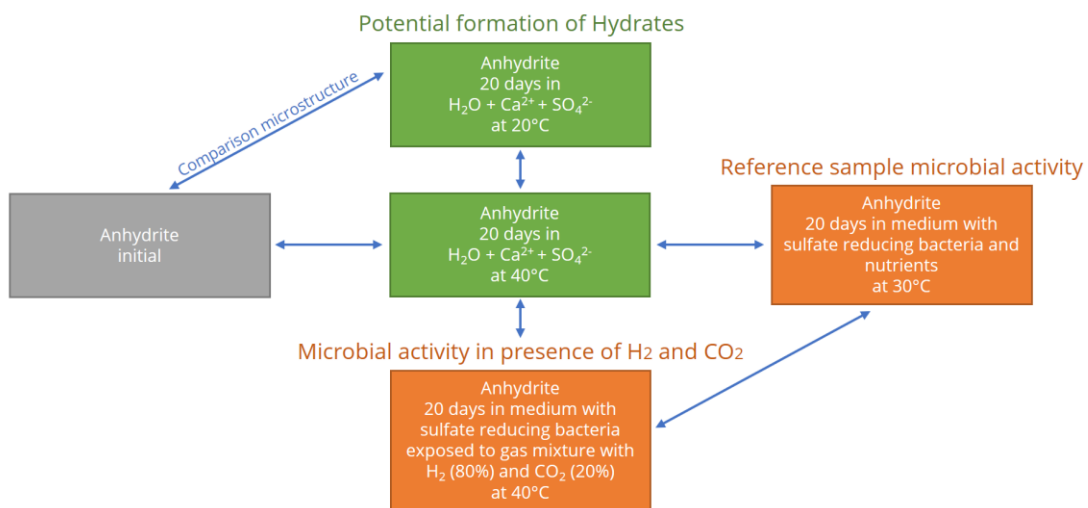 Potential formation of Hydrates
Anhydrite
20 days in
H₂O + Ca²⁺ + SO₄²⁻
at 20°C
Comparison microstructure
Reference sample microbial activity
Anhydrite
initial
Anhydrite
20 days in
H₂O + Ca²⁺ + SO₄²⁻
at 40°C
Anhydrite
20 days in medium with
sulfate reducing bacteria and
nutrients
at 30°C
Microbial activity in presence of H2 and CO2
Anhydrite
20 days in medium with
sulfate reducing bacteria
exposed to gas mixture with
H₂ (80%) and CO₂ (20%)
at 40°C